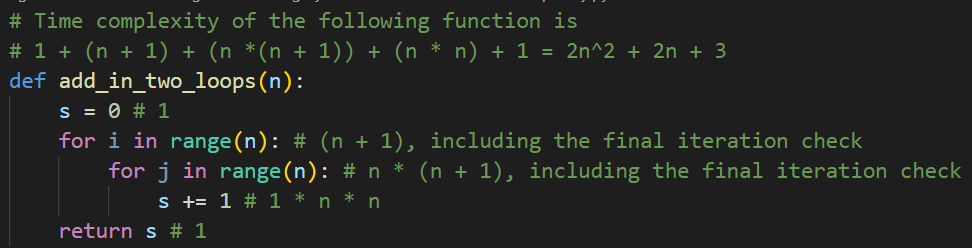 # Time complexity of the following function is
# 1 + (n + 1) + (n *(n + 1)) + (n * n) + 1 = 2n^2 + 2n + 3
def add_in_two_loops(n):
    s = 0 # 1
    for i in range(n): # (n + 1), including the final iteration check
        for j in range(n): # n * (n + 1), including the final iteration check
            s += 1 # 1 * n * n
    return s # 1